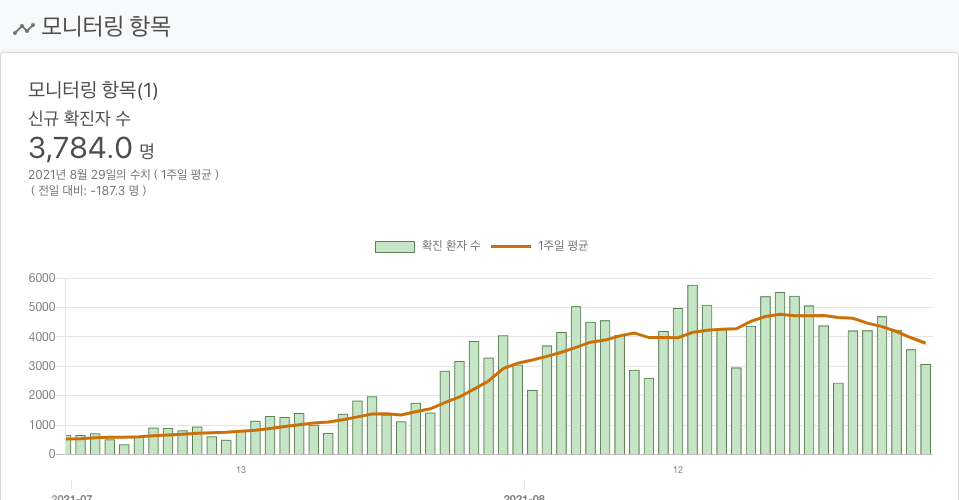 모니터링 항목
모니터링 항목(1)
신규 확진자 수
3,784.0 명
2021년 8월 29일의 수치 ( 1주일 평균 )
( 전일 대비: -187.3 명 )
확진 환자 수 1주일 평균
6000
5000
4000
3000
2000
1000
0
13 12
2021-07 2021-08